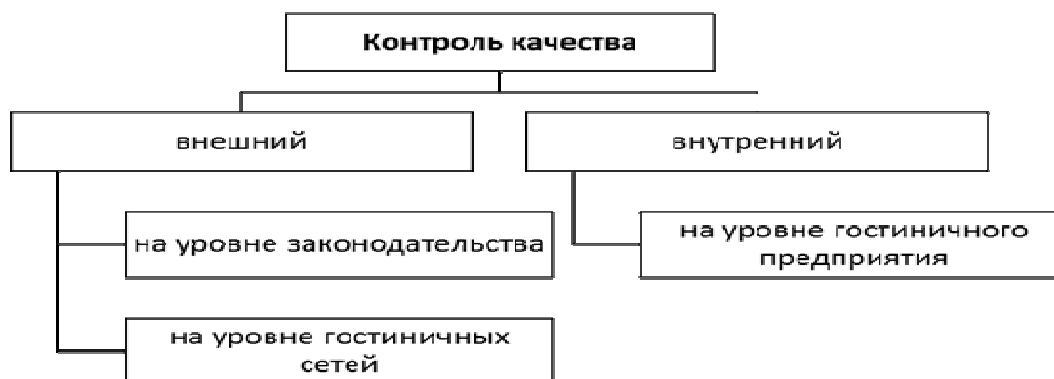 Контроль качества
внешний
внутренний
на уровне законодательства
на уровне гостиничного
предприятия
на уровне гостиничных
сетей